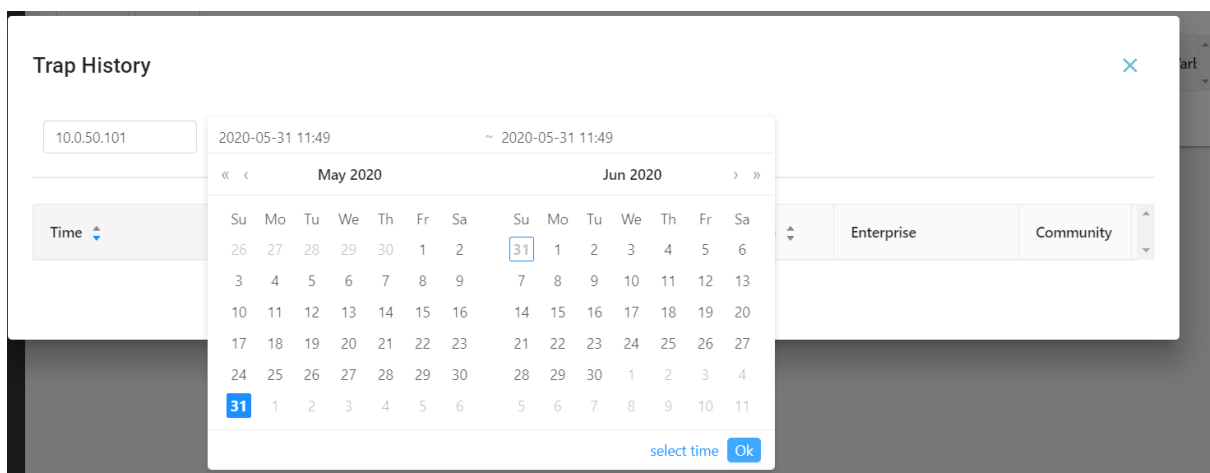 Trap History
10.0.50.101
2020-05-31 11:49 ~ 2020-05-31 11:49
« ‹ May 2020 Jun 2020 › »
Su Mo Tu We Th Fr Sa Su Mo Tu We Th Fr Sa
26 27 28 29 30 1 2 31 1 2 3 4 5 6
3 4 5 6 7 8 9 7 8 9 10 11 12 13
10 11 12 13 14 15 16 14 15 16 17 18 19 20
17 18 19 20 21 22 23 21 22 23 24 25 26 27
24 25 26 27 28 29 30 28 29 30 1 2 3 4
31 1 2 3 4 5 6 5 6 7 8 9 10 11
select time Ok
Time Enterprise Community